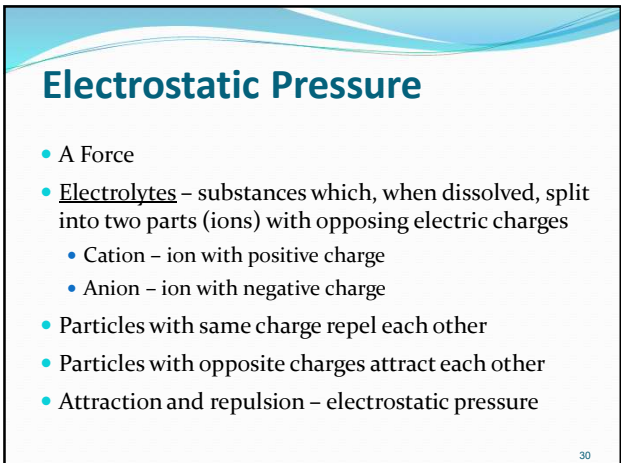 Electrostatic Pressure
• A Force
• Electrolytes – substances which, when dissolved, split
into two parts (ions) with opposing electric charges
• Cation – ion with positive charge
• Anion – ion with negative charge
• Particles with same charge repel each other
• Particles with opposite charges attract each other
• Attraction and repulsion – electrostatic pressure
30